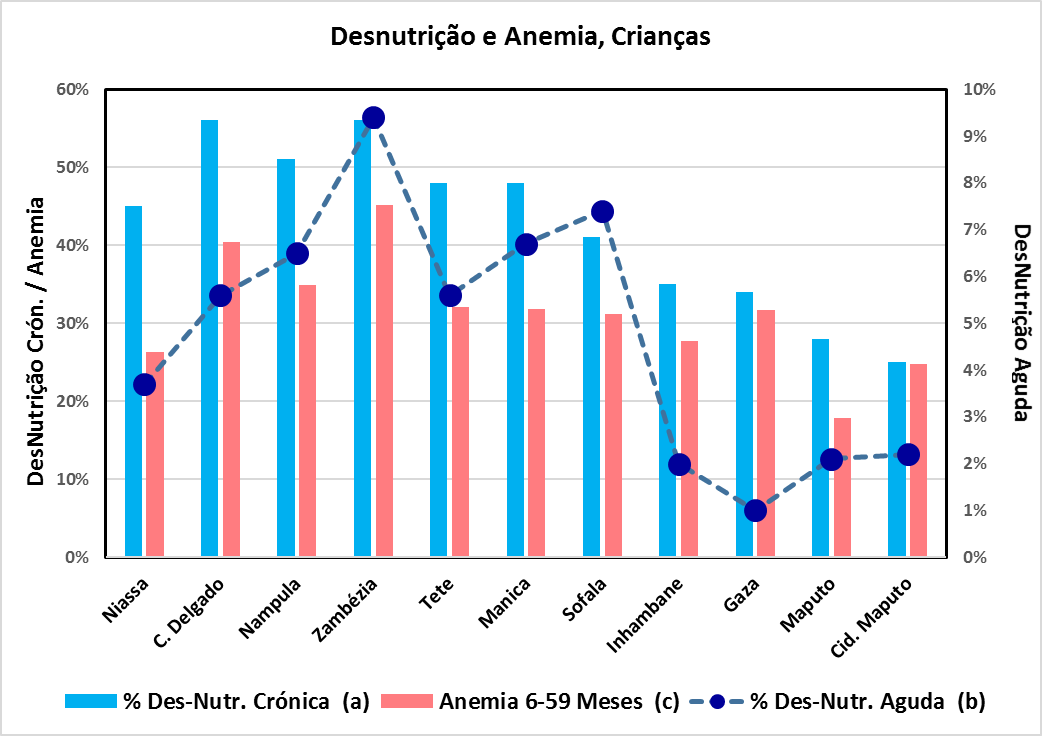 Desnutrição e Anemia, Crianças
DesNutrição Crón. / Anemia
60%
50%
40%
30%
20%
10%
0%
10%
9%
8%
7%
6%
5%
4%
3%
2%
1%
0%
DesNutrição Aguda
Niassa
C. Delgado
Nampula
Zambézia
Tete
Manica
Sofala
Inhambane
Gaza
Maputo
Cid. Maputo
% Des-Nutr. Crónica (a) Anemia 6-59 Meses (c) % Des-Nutr. Aguda (b)